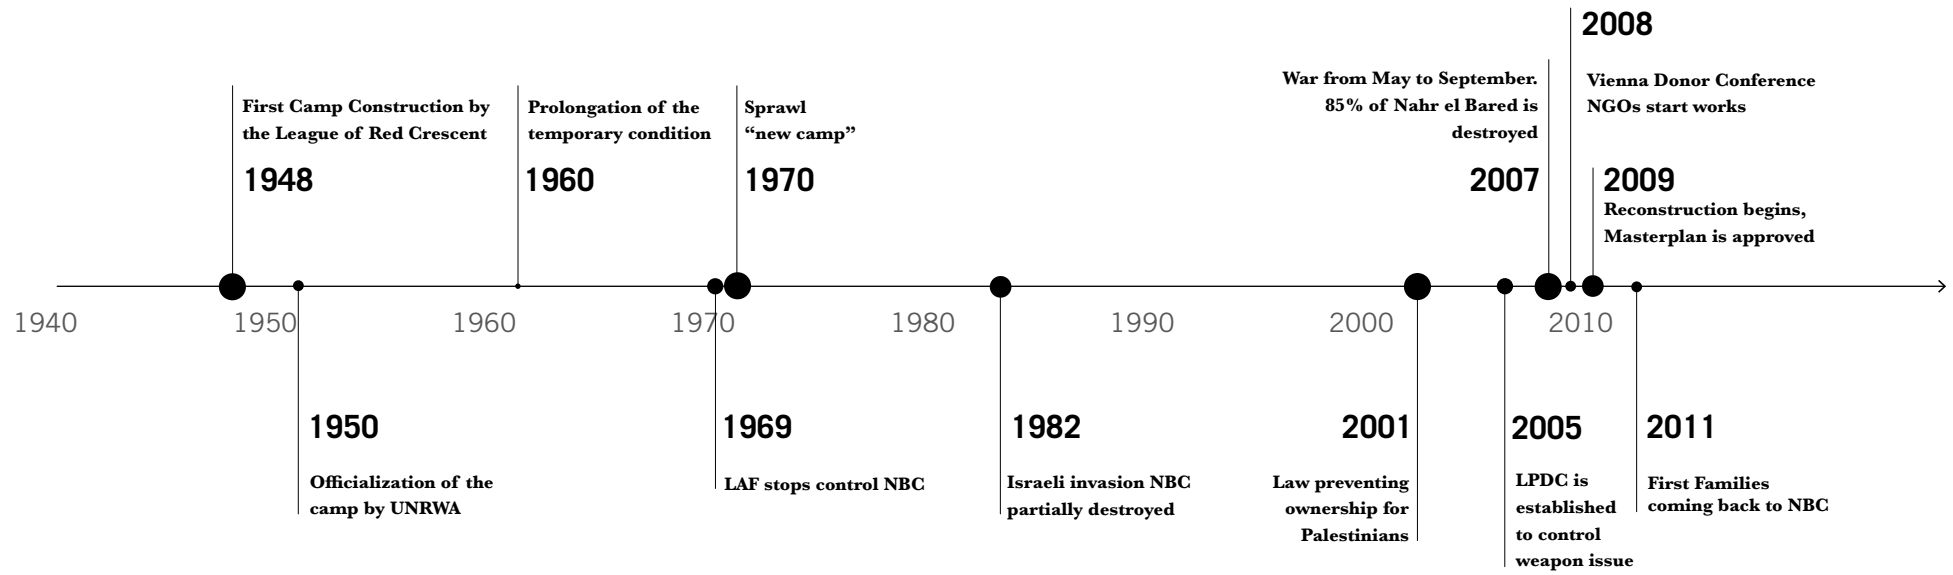 2008
Vienna Donor Conference
NGOs start works
War from May to September.
85% of Nahr el Bared is
destroyed
2007
First Camp Construction by
the League of Red Crescent
1948
Prolongation of the
temporary condition
1960
Sprawl
“new camp”
1970
2009
Reconstruction begins,
Masterplan is approved
1940
1950
1960
1970
1980
1990
2000
2010
1950
Officialization of the
camp by UNRWA
1969
LAF stops control NBC
1982
Israeli invasion NBC
partially destroyed
2001
Law preventing
ownership for
Palestinians
2005
LPDC is
established
to control
weapon issue
2011
First Families
coming back to NBC